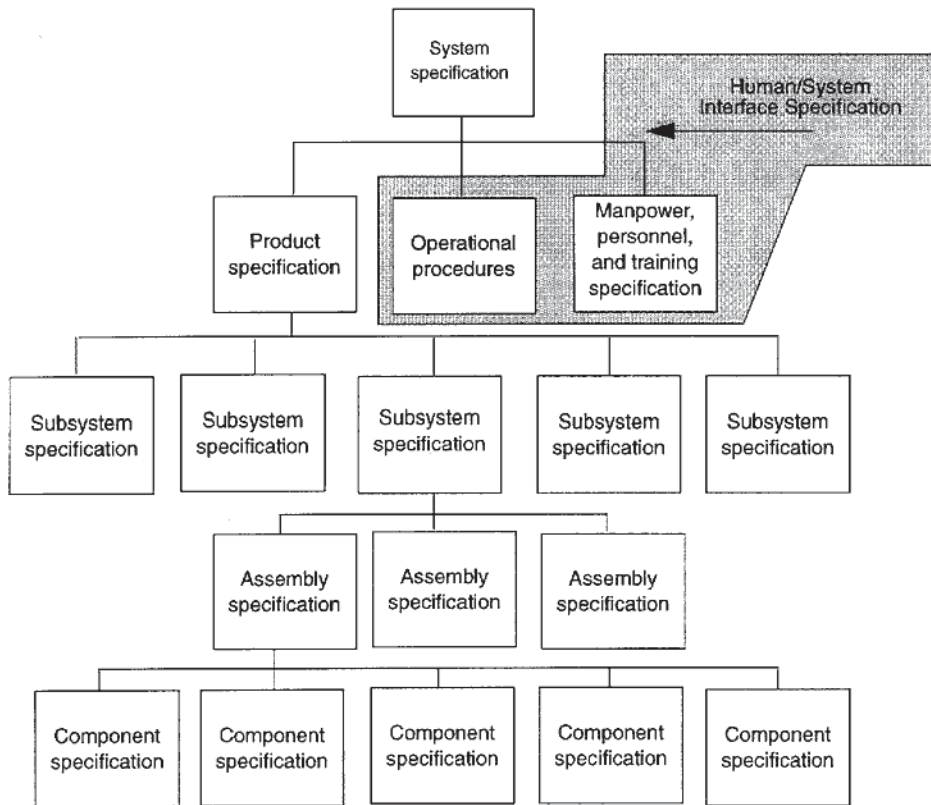 System
specification
Human/System
Interface Specification
Product
specification
Operational
procedures
Manpower,
personnel,
and training
specification
Subsystem
specification
Subsystem
specification
Subsystem
specification
Subsystem
specification
Subsystem
specification
Assembly
specification
Assembly
specification
Assembly
specification
Component
specification
Component
specification
Component
specification
Component
specification
Component
specification